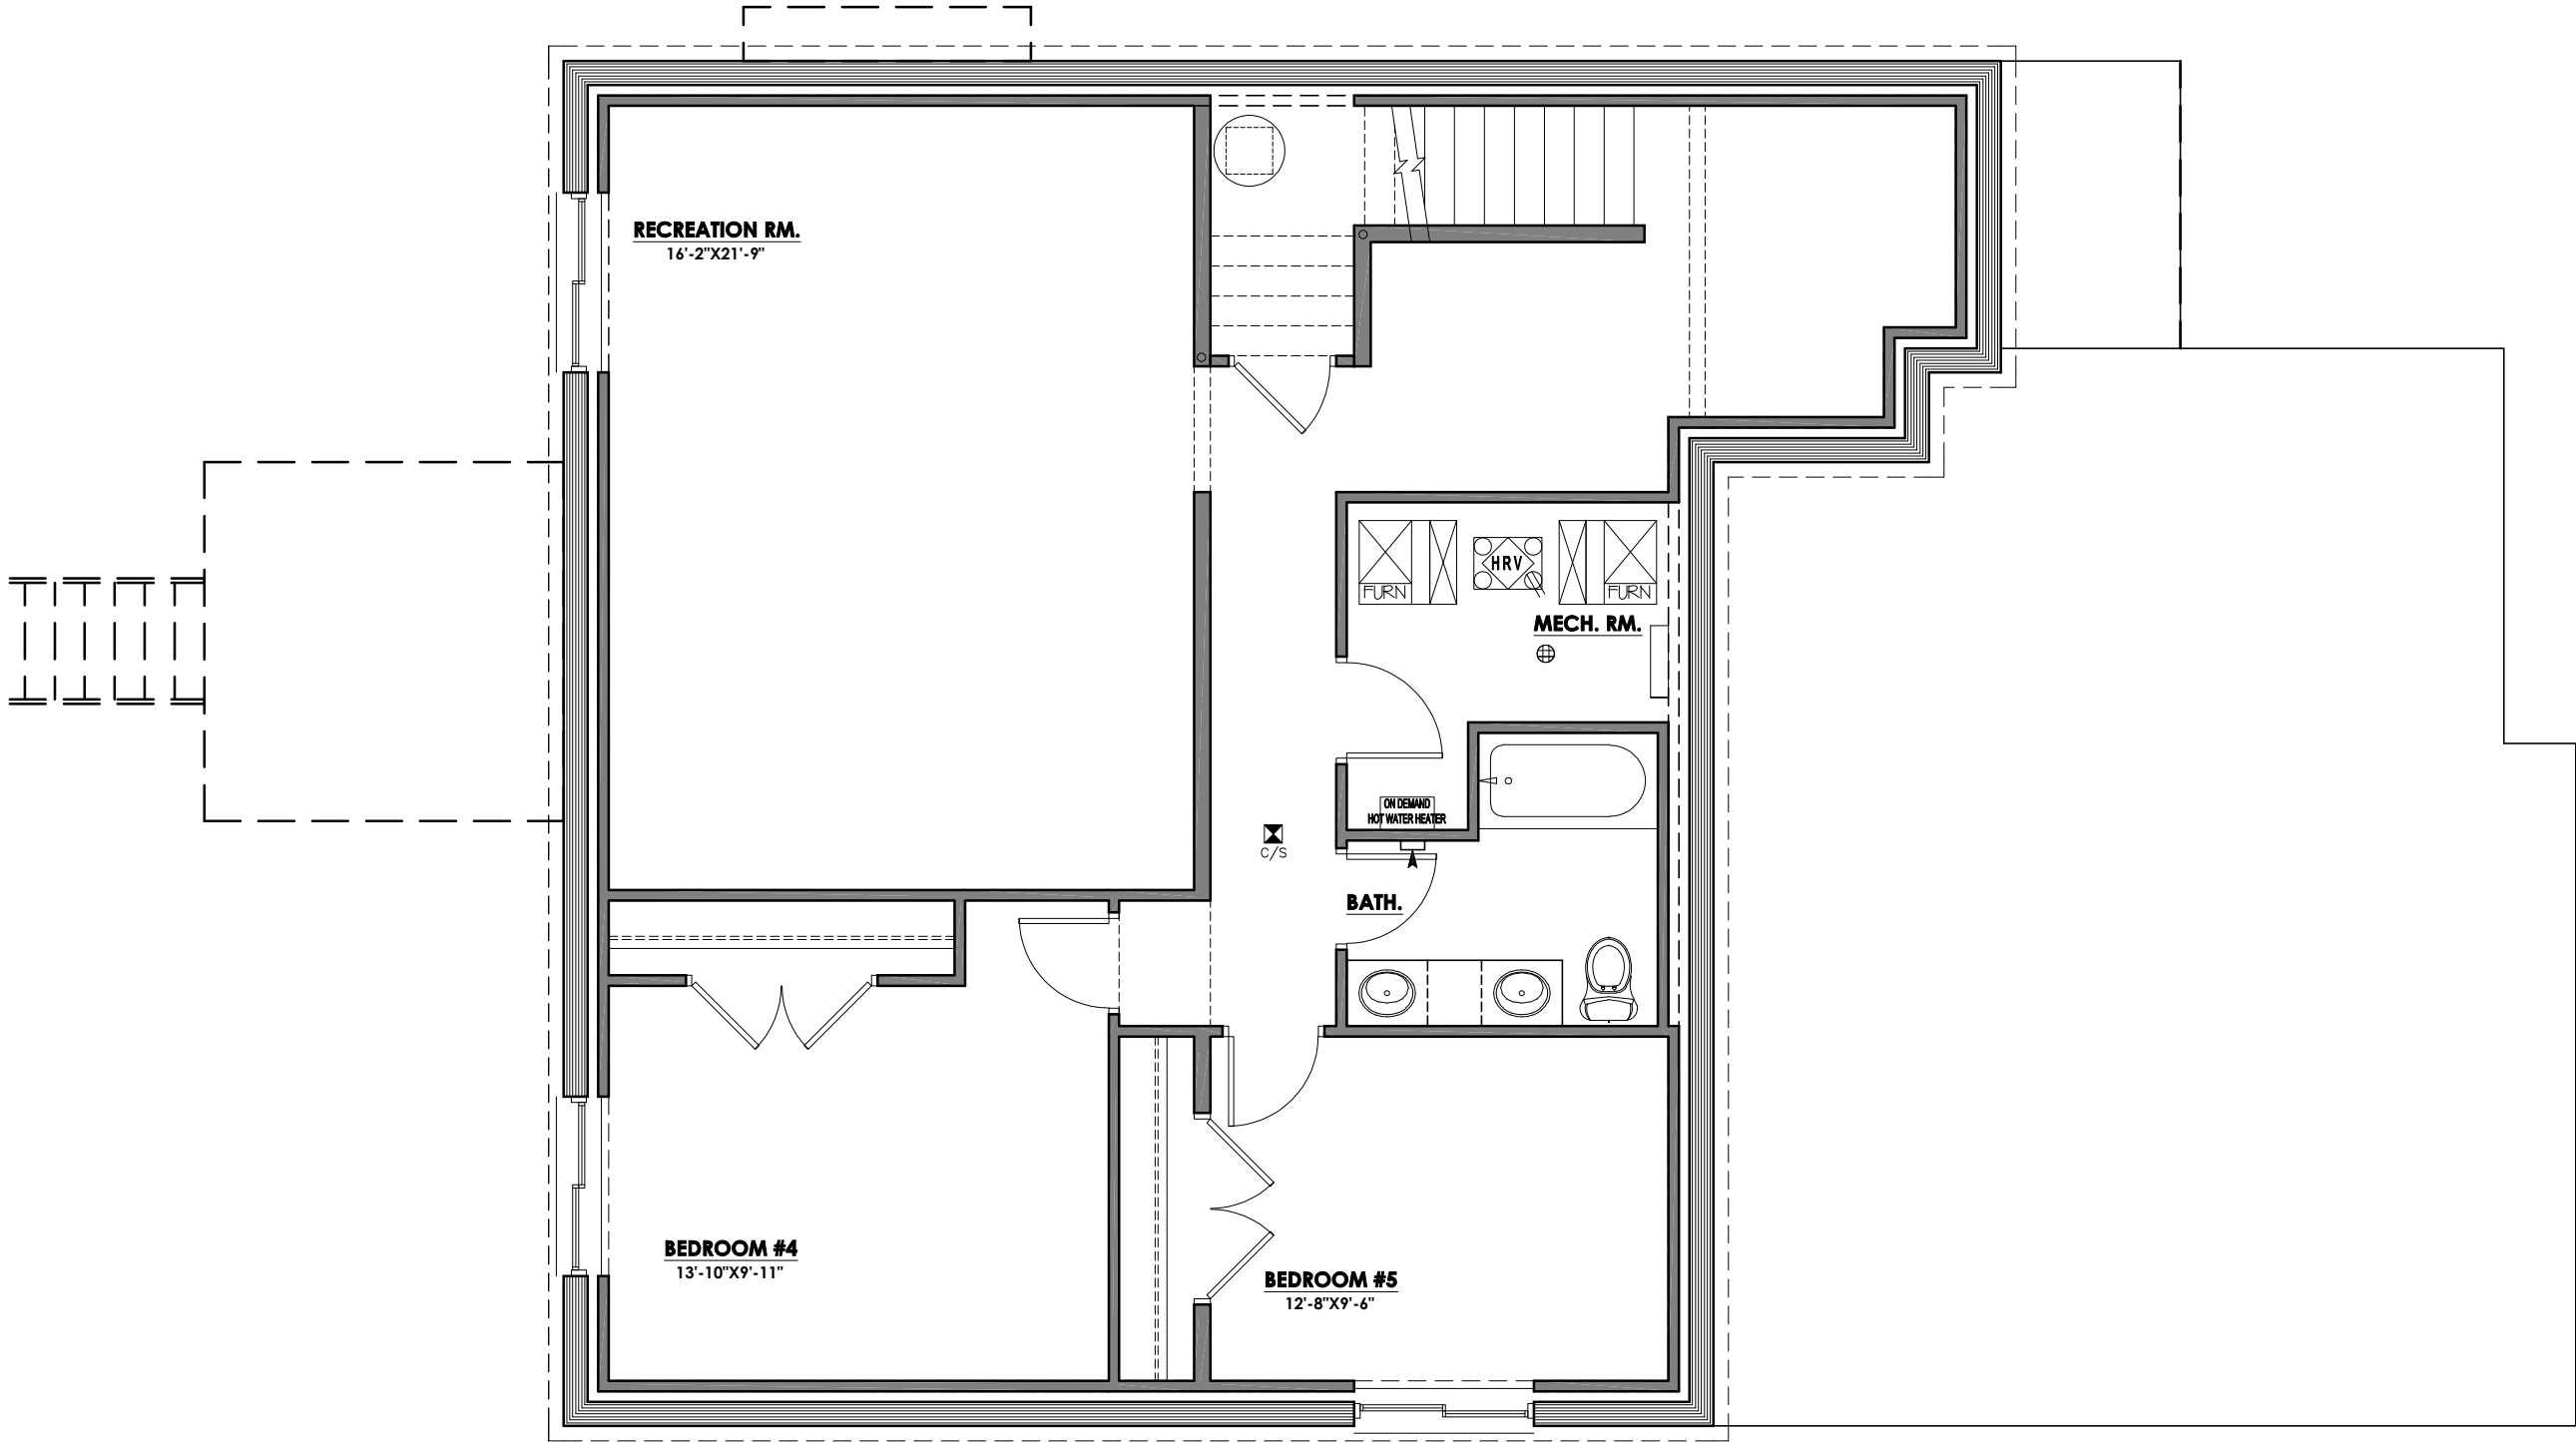 RECREATION RM.
16'-2"X21'-9"
HRV
FURN
FURN
MECH. RM.
ON DEMAND
HOT WATER HEATER
C/S
BATH.
BEDROOM #4
13'-10"X9'-11"
BEDROOM #5
12'-8"X9'-6"